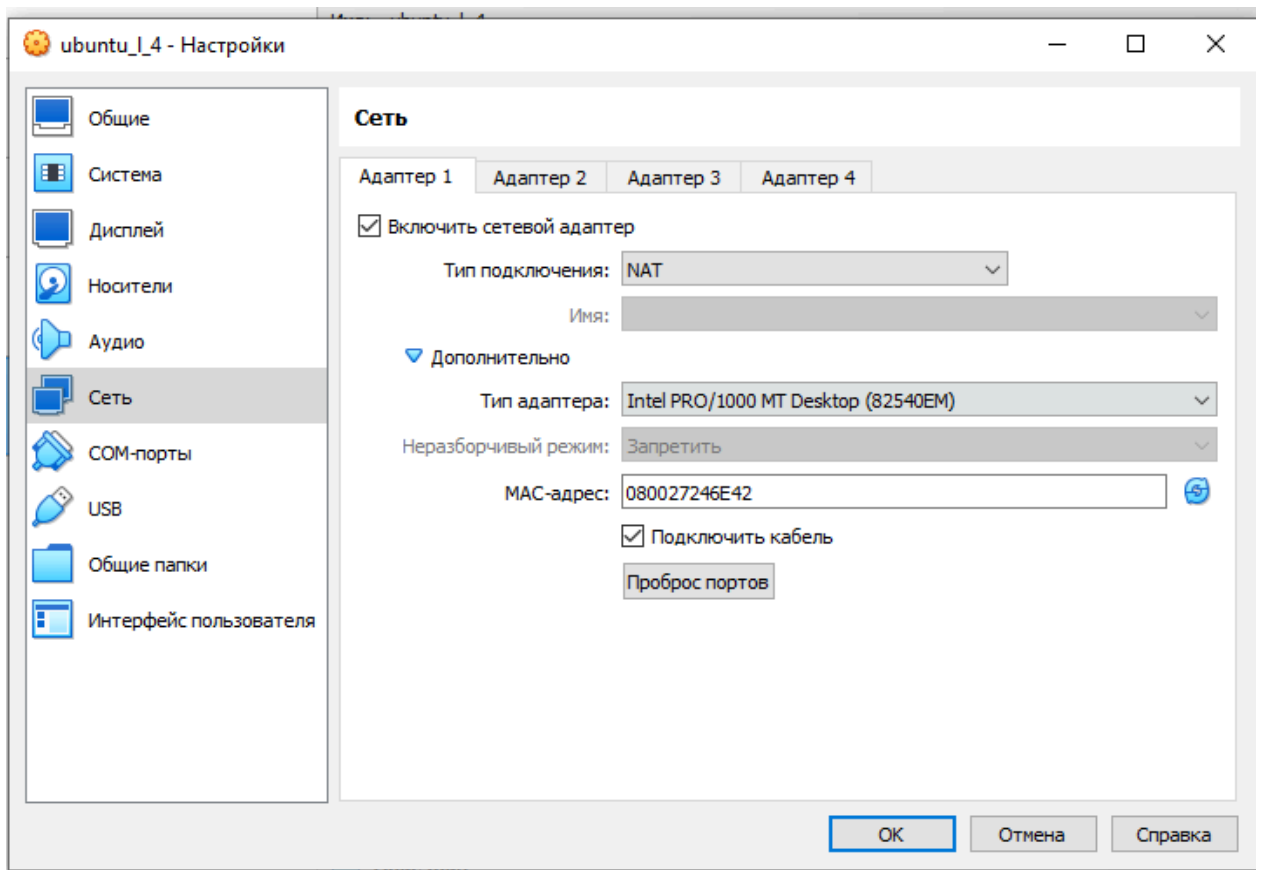 ubuntu_l_4 - Настройки
Общие
Система
Дисплей
Носители
Аудио
Сеть
COM-порты
USB
Общие папки
Интерфейс пользователя
Сеть
Адаптер 1 Адаптер 2 Адаптер 3 Адаптер 4
Включить сетевой адаптер
Тип подключения: NAT
Имя:
Дополнительно
Тип адаптера: Intel PRO/1000 MT Desktop (82540EM)
Неразборчивый режим: Запретить
MAC-адрес: 080027246E42
Подключить кабель
Проброс портов
OK Отмена Справка